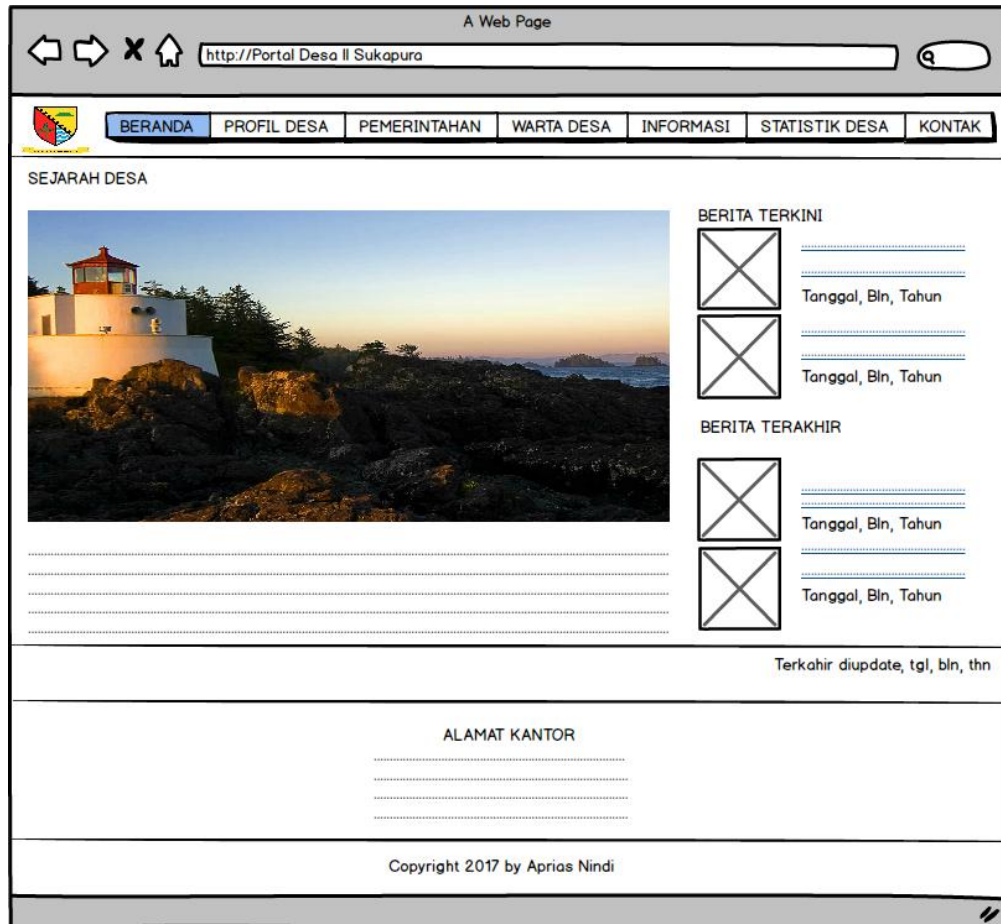 A Web Page
http://Portal Desa II Sukapura
BERANDA PROFIL DESA PEMERINTAHAN WARTA DESA INFORMASI STATISTIK DESA KONTAK
SEJARAH DESA
BERITA TERKINI
Tanggal, Bln, Tahun
Tanggal, Bln, Tahun
BERITA TERAKHIR
Tanggal, Bln, Tahun
Tanggal, Bln, Tahun
Terkahir diupdate, tgl, bln, thn
ALAMAT KANTOR
Copyright 2017 by Aprias Nindi